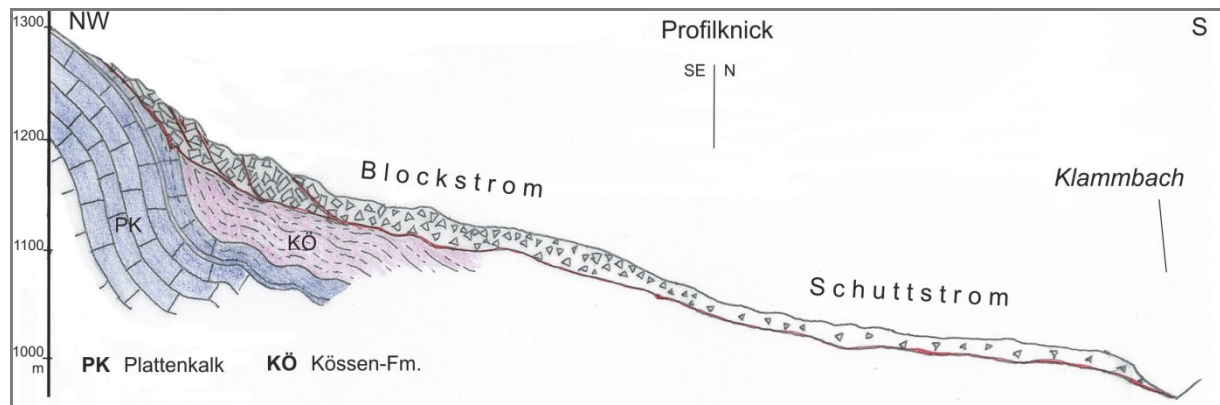 1300 NW
Profilknick
S
SE | N
1200
Blockstrom
Klammbach
PK
KÖ
1100
Schuttstrom
1000
m
PK Plattenkalk KÖ Kössen-Fm.